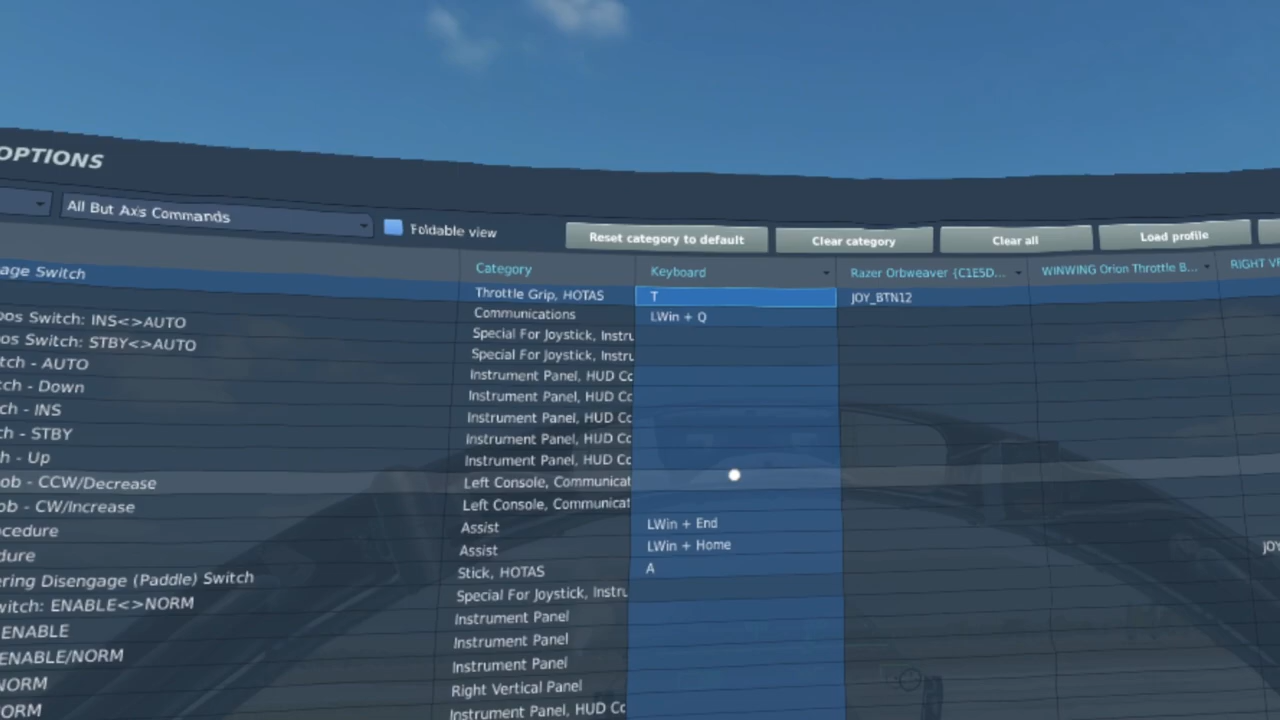 OPTIONS
All But Axis Commands
Foldable view
Reset category to default
Clear category
Clear all
Load profile
Category
Keyboard
Razer Orbweaver {C1E5D...
WINWING Orion Throttle B...
RIGHT VP
age Switch
Throttle Grip, HOTAS
T
JOY_BTN12
Communications
LWin + Q
pos Switch: INS<>AUTO
Special For Joystick, Instru
pos Switch: STBY<>AUTO
Special For Joystick, Instru
tch - AUTO
Instrument Panel, HUD Co
tch - Down
Instrument Panel, HUD Co
ch - INS
Instrument Panel, HUD Co
ch - STBY
Instrument Panel, HUD Co
h - Up
Instrument Panel, HUD Co
ob - CCW/Decrease
Left Console, Communicat
ob - CW/Increase
Left Console, Communicat
ocedure
Assist
LWin + End
dure
Assist
LWin + Home
JOY
ering Disengage (Paddle) Switch
Stick, HOTAS
A
witch: ENABLE<>NORM
Special For Joystick, Instru
ENABLE
Instrument Panel
ENABLE/NORM
Instrument Panel
NORM
Instrument Panel
ORM
Right Vertical Panel
Instrument Panel, HUD Co